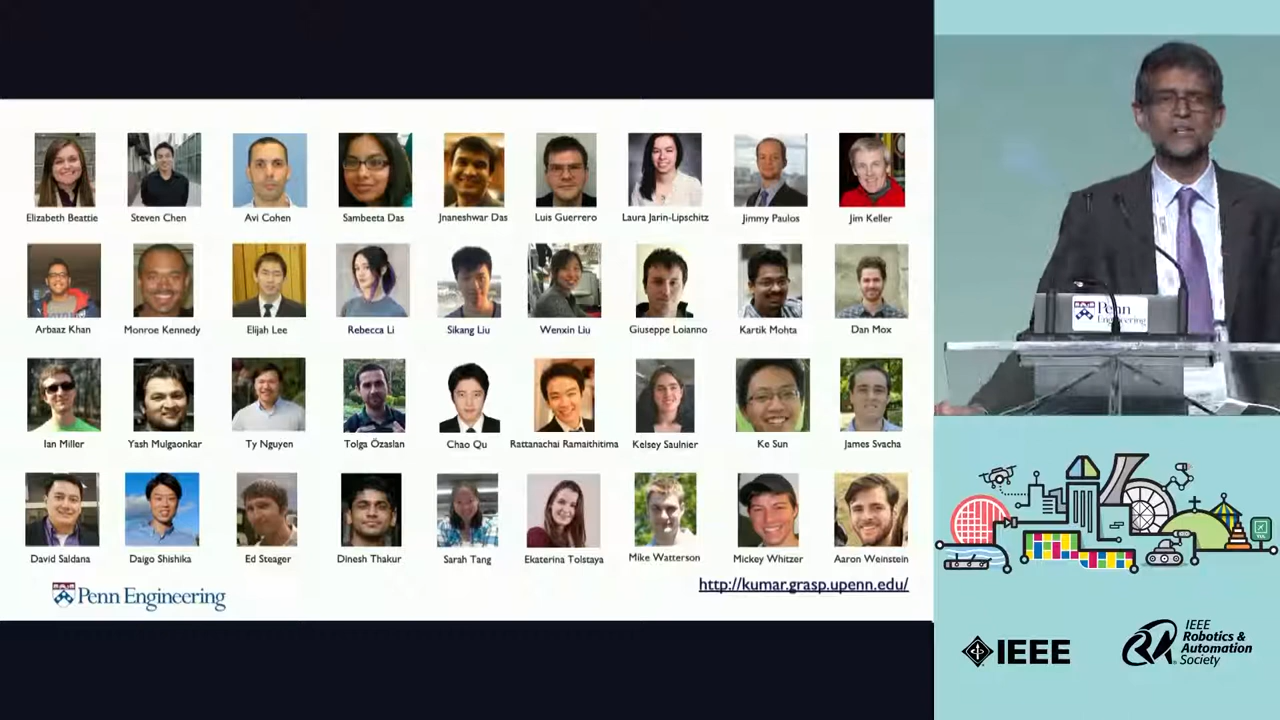 Elizabeth Beattie
Steven Chen
Avi Cohen
Sambeeta Das
Jnaneshwar Das
Luis Guerrero
Laura Jarin-Lipschitz
Jimmy Paulos
Jim Keller
Arbaaz Khan
Monroe Kennedy
Elijah Lee
Rebecca Li
Sikang Liu
Wenxin Liu
Giuseppe Loianno
Kartik Mohta
Dan Mox
Ian Miller
Yash Mulgaonkar
Ty Nguyen
Tolga Özaslan
Chao Qu
Rattanachai Ramaithitima
Kelsey Saulnier
Ke Sun
James Svacha
David Saldana
Daigo Shishika
Ed Steager
Dinesh Thakur
Sarah Tang
Ekaterina Tolstaya
Mike Watterson
Mickey Whitzer
Aaron Weinstein
Penn Engineering
http://kumar.grasp.upenn.edu/
Penn
Engineering
YUL
IEEE
IEEE
Robotics &
Automation
Society